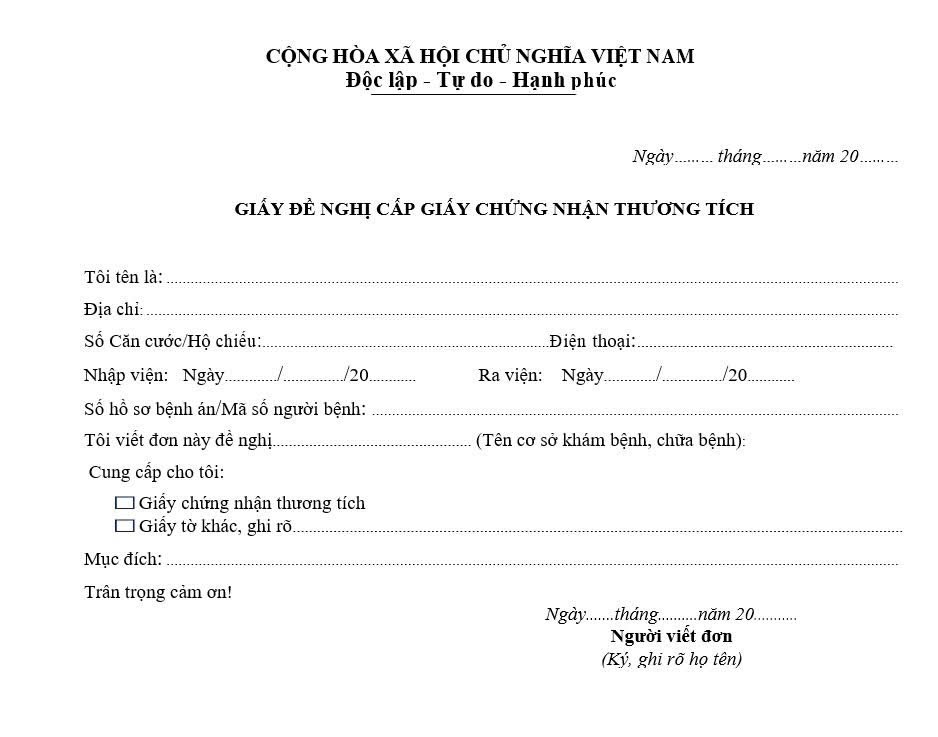 CỘNG HÒA XÃ HỘI CHỦ NGHĨA VIỆT NAM
Độc lập - Tự do - Hạnh phúc
Ngày......... tháng.........năm 20.........
GIẤY ĐỀ NGHỊ CẤP GIẤY CHỨNG NHẬN THƯƠNG TÍCH
Tôi tên là: ..........................................................................................
Địa chỉ: ..........................................................................................
Số Căn cước/Hộ chiếu:..............................................................Điện thoại:..........................................................
Nhập viện: Ngày............/............../20........... Ra viện: Ngày............/............../20...........
Số hồ sơ bệnh án/Mã số người bệnh: ..........................................................................................
Tôi viết đơn này đề nghị........................................... (Tên cơ sở khám bệnh, chữa bệnh):
Cung cấp cho tôi:
☐ Giấy chứng nhận thương tích
☐ Giấy tờ khác, ghi rõ..........................................................................................
Mục đích: ..........................................................................................
Trân trọng cảm ơn!
Ngày.......tháng..........năm 20...........
Người viết đơn
(Ký, ghi rõ họ tên)